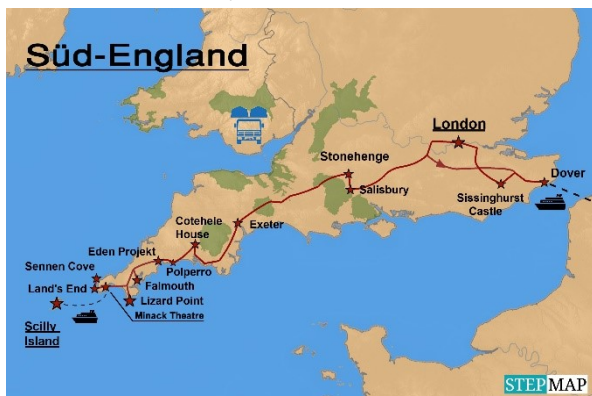 Süd-England
London
Stonehenge
Dover
Salisbury
Sissinghurst
Castle
Cotehele
House
Exeter
Eden Projekt
Polperro
Sennen Cove
Falmouth
Land's End
Lizard Point
Minack Theatre
Scilly
Island
STEPMAP